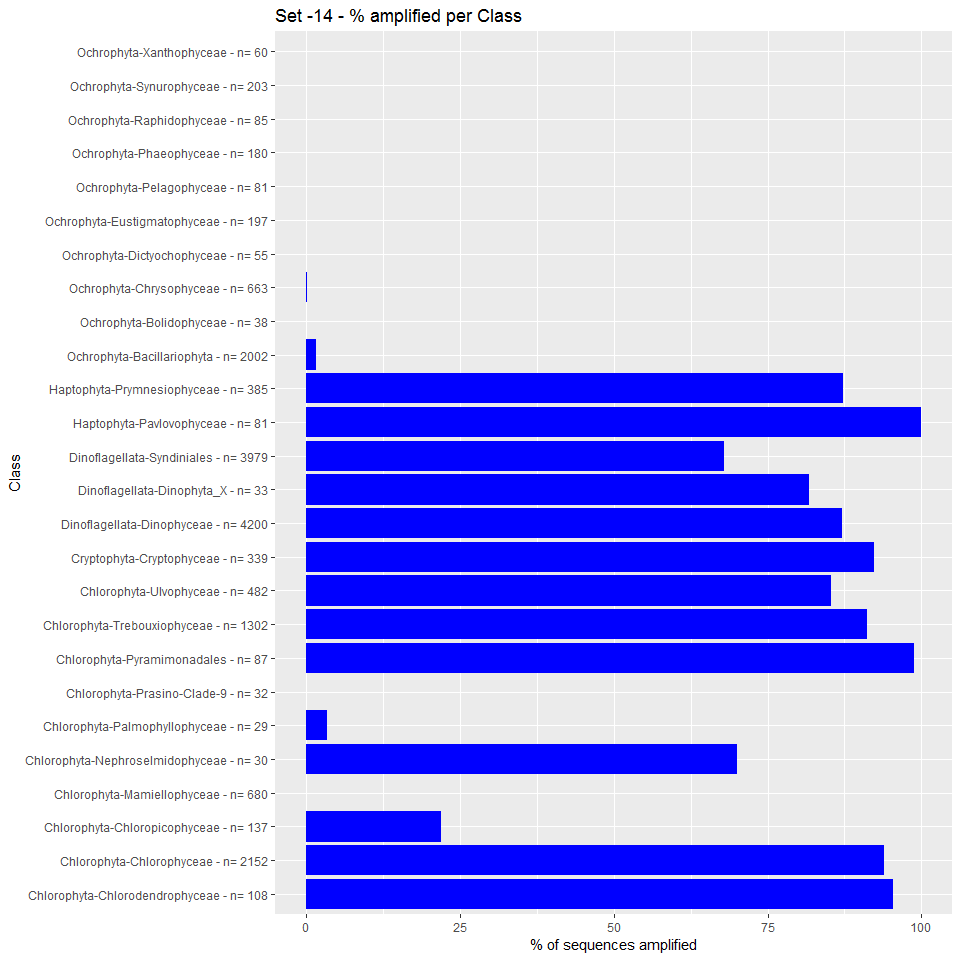 Set -14 - % amplified per Class
Ochrophyta-Xanthophyceae - n= 60
Ochrophyta-Synurophyceae - n= 203
Ochrophyta-Raphidophyceae - n= 85
Ochrophyta-Phaeophyceae - n= 180
Ochrophyta-Pelagophyceae - n= 81
Ochrophyta-Eustigmatophyceae - n= 197
Ochrophyta-Dictyochophyceae - n= 55
Ochrophyta-Chrysophyceae - n= 663
Ochrophyta-Bolidophyceae - n= 38
Ochrophyta-Bacillariophyta - n= 2002
Haptophyta-Prymnesiophyceae - n= 385
Haptophyta-Pavlovophyceae - n= 81
Dinoflagellata-Syndiniales - n= 3979
Dinoflagellata-Dinophyta_X - n= 33
Dinoflagellata-Dinophyceae - n= 4200
Cryptophyta-Cryptophyceae - n= 339
Chlorophyta-Ulvophyceae - n= 482
Chlorophyta-Trebouxiophyceae - n= 1302
Chlorophyta-Pyramimonadales - n= 87
Chlorophyta-Prasino-Clade-9 - n= 32
Chlorophyta-Palmophyllophyceae - n= 29
Chlorophyta-Nephroselmidophyceae - n= 30
Chlorophyta-Mamiellophyceae - n= 680
Chlorophyta-Chloropicophyceae - n= 137
Chlorophyta-Chlorophyceae - n= 2152
Chlorophyta-Chlorodendrophyceae - n= 108
Class
0 25 50 75 100
% of sequences amplified